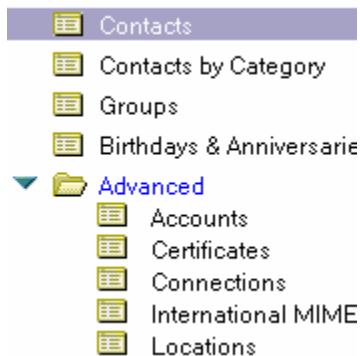 Contacts
Contacts by Category
Groups
Birthdays & Anniversarie
Advanced
Accounts
Certificates
Connections
International MIME
Locations